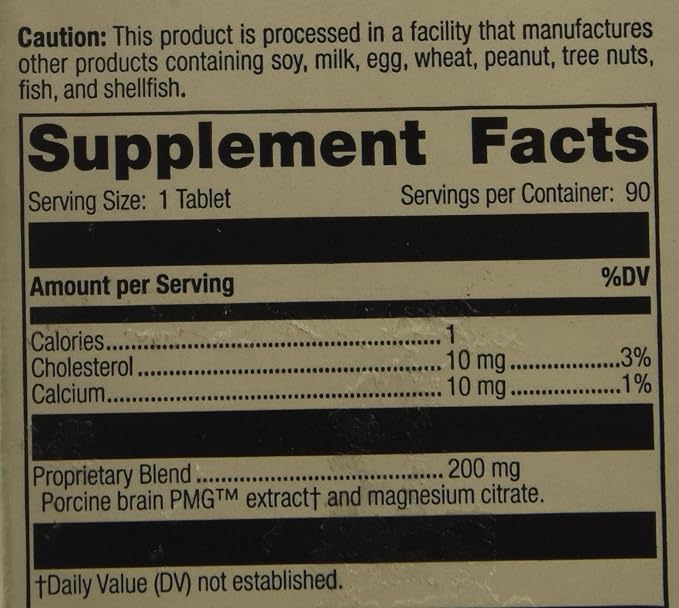 Caution: This product is processed in a facility that manufactures
other products containing soy, milk, egg, wheat, peanut, tree nuts,
fish, and shellfish.
Supplement Facts
Serving Size: 1 Tablet Servings per Container: 90
Amount per Serving %DV
Calories.................................................... 1
Cholesterol ............................................... 10 mg ..................3%
Calcium.................................................... 10 mg ..................1%
Proprietary Blend ...................................... 200 mg
Porcine brain PMG™ extract† and magnesium citrate.
†Daily Value (DV) not established.